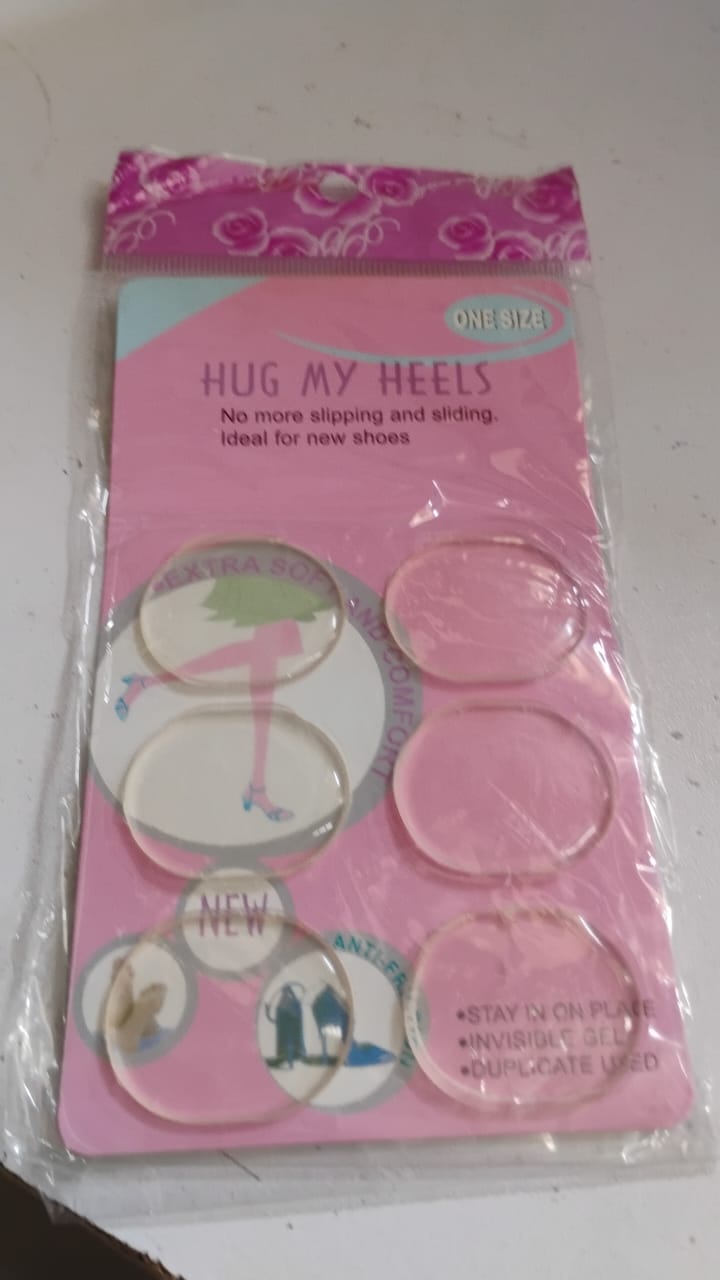 ONE SIZE
HUG MY HEELS
No more slipping and sliding.
Ideal for new shoes
EXTRA SOFT AND COMFORT
NEW
•STAY IN ON PLACE
•INVISIBLE GEL
•DUPLICATE USED